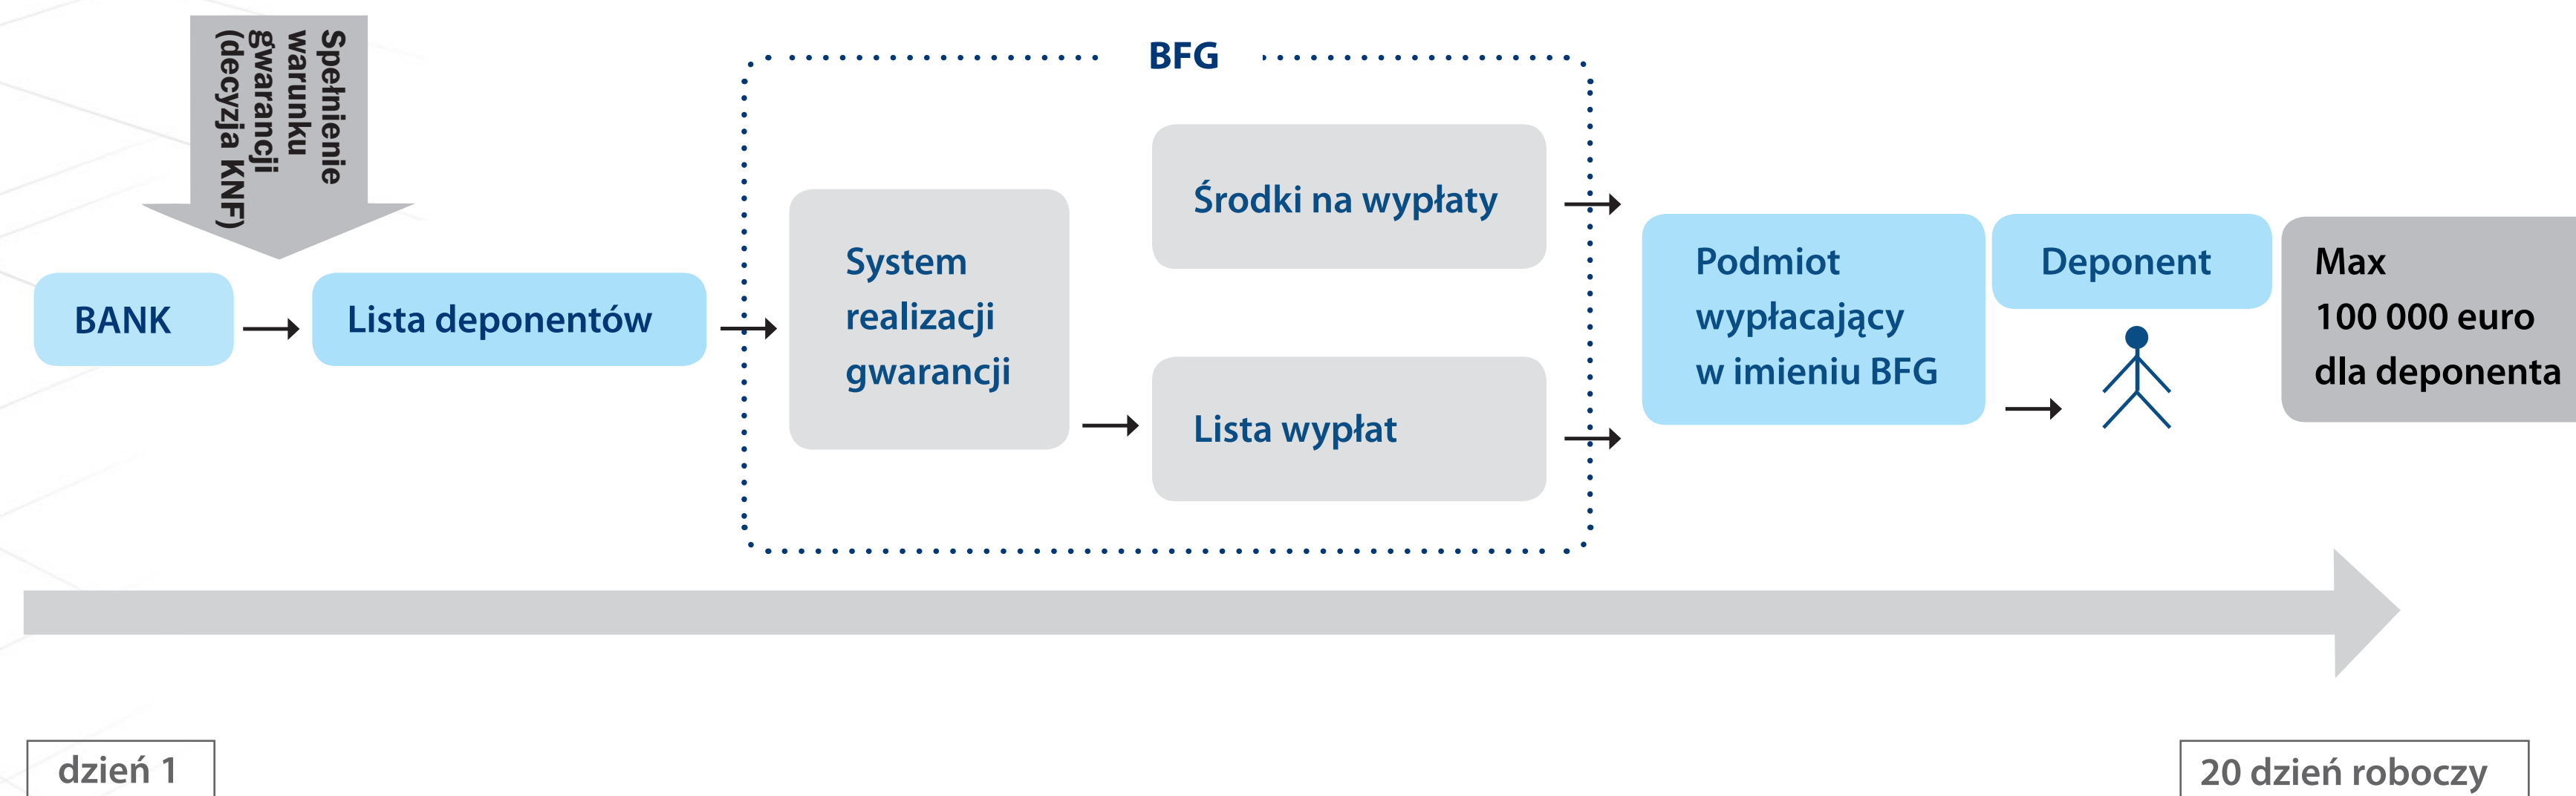 Spełnienie
warunku
gwarancji
(decyzja KNF)
BFG
BANK
Lista deponentów
System
realizacji
gwarancji
Środki na wypłaty
Lista wypłat
Podmiot
wypłacający
w imieniu BFG
Deponent
Max
100 000 euro
dla deponenta
dzień 1
20 dzień roboczy